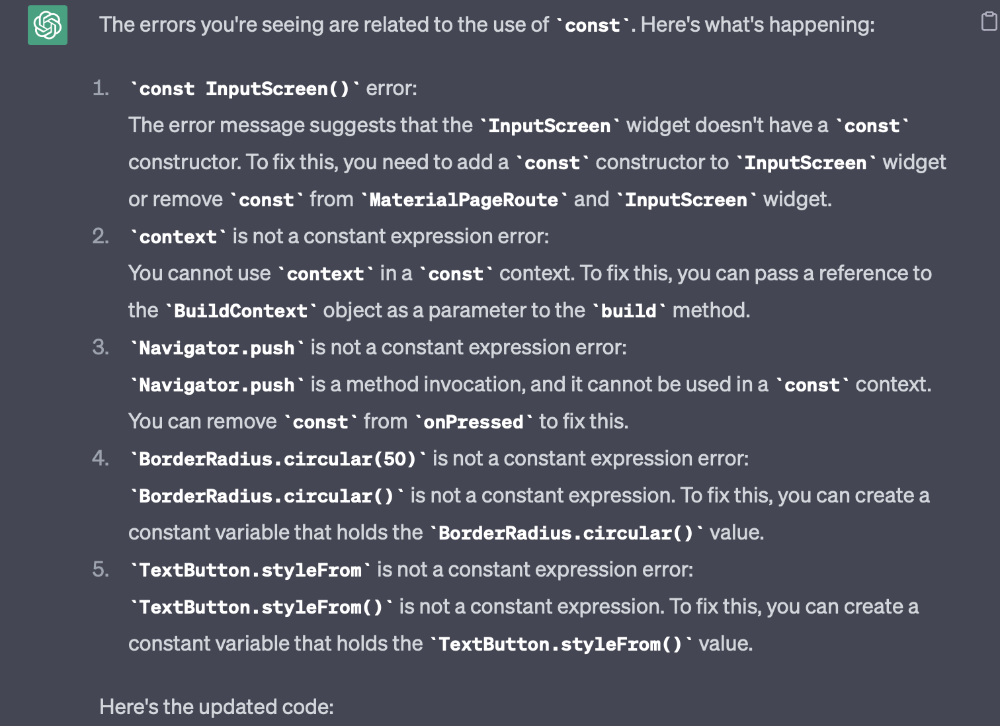 The errors you're seeing are related to the use of `const`. Here's what's happening:
1. `const InputScreen()` error:
The error message suggests that the `InputScreen` widget doesn't have a `const`
constructor. To fix this, you need to add a `const` constructor to `InputScreen` widget
or remove `const` from `MaterialPageRoute` and `InputScreen` widget.
2. `context` is not a constant expression error:
You cannot use `context` in a `const` context. To fix this, you can pass a reference to
the `BuildContext` object as a parameter to the `build` method.
3. `Navigator.push` is not a constant expression error:
`Navigator.push` is a method invocation, and it cannot be used in a `const` context.
You can remove `const` from `onPressed` to fix this.
4. `BorderRadius.circular(50)` is not a constant expression error:
`BorderRadius.circular()` is not a constant expression. To fix this, you can create a
constant variable that holds the `BorderRadius.circular()` value.
5. `TextButton.styleFrom` is not a constant expression error:
`TextButton.styleFrom()` is not a constant expression. To fix this, you can create a
constant variable that holds the `TextButton.styleFrom()` value.
Here's the updated code: